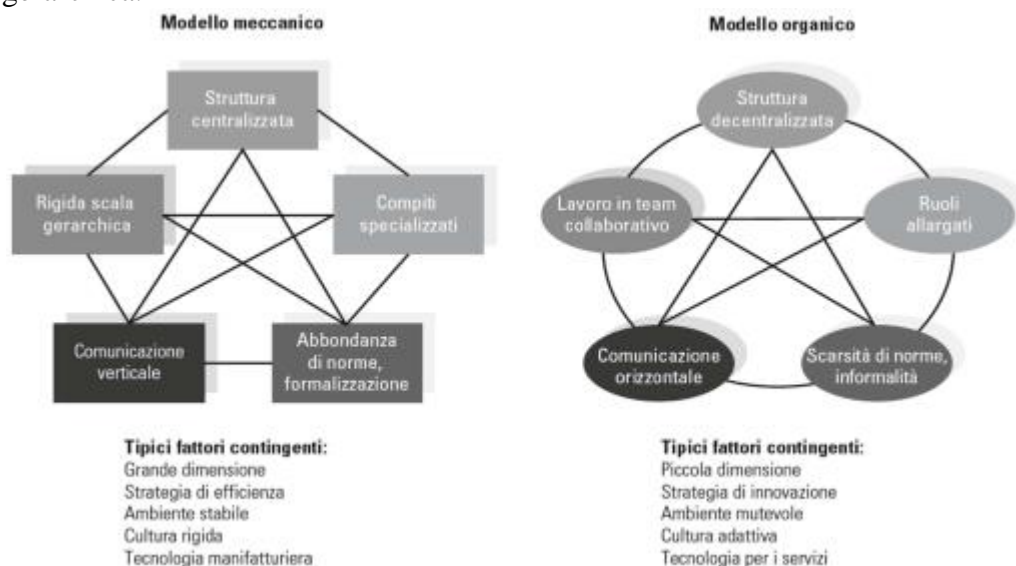 Modello meccanico
Struttura
centralizzata
Rigida scala
gerarchica
Compiti
specializzati
Comunicazione
verticale
Abbondanza
di norme,
formalizzazione
Tipici fattori contingenti:
Grande dimensione
Strategia di efficienza
Ambiente stabile
Cultura rigida
Tecnologia manifatturiera
Modello organico
Struttura
decentralizzata
Lavoro in team
collaborativo
Ruoli
allargati
Comunicazione
orizzontale
Scarsità di norme,
informalità
Tipici fattori contingenti:
Piccola dimensione
Strategia di innovazione
Ambiente mutevole
Cultura adattiva
Tecnologia per i servizi